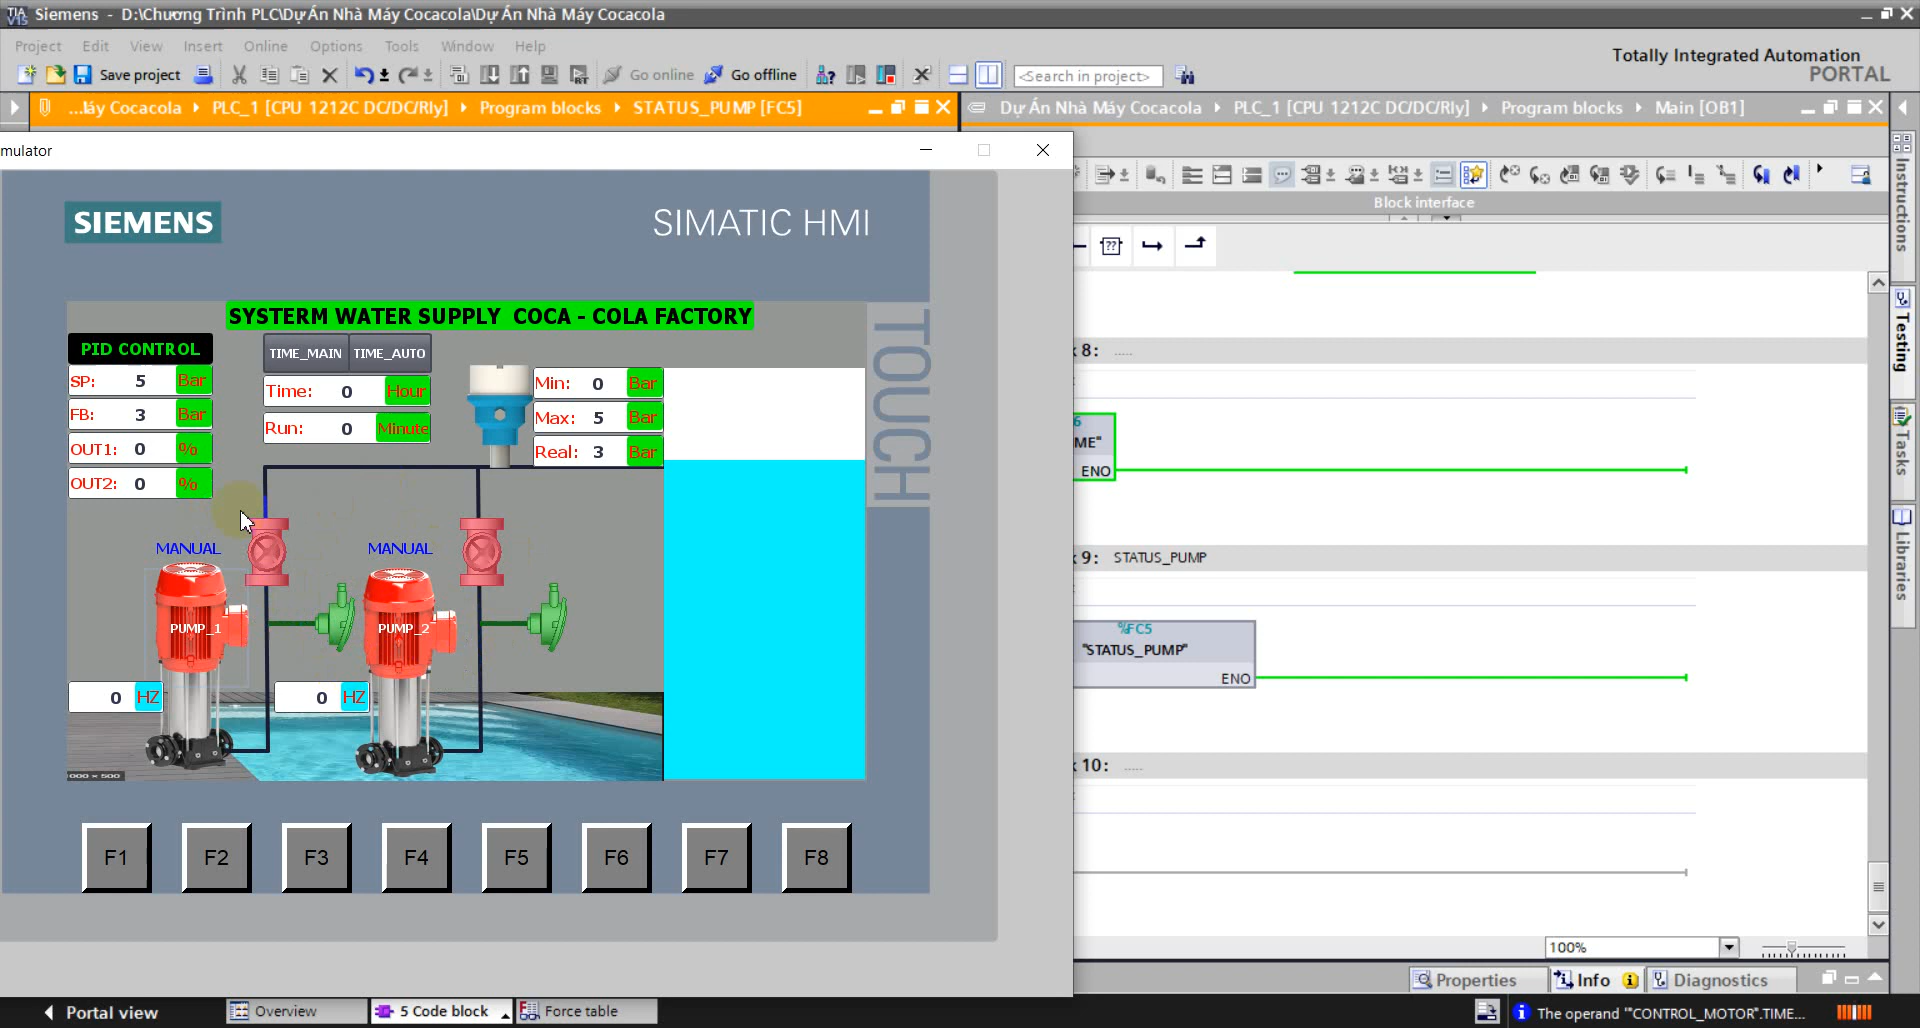 TIA
V15
Siemens - D:\Chương Trình PLC\Dự Án Nhà Máy Cocacola\Dự Án Nhà Máy Cocacola
Project Edit View Insert Online Options Tools Window Help
Save project
Go online
Go offline
<Search in project>
Totally Integrated Automation
PORTAL
...láy Cocacola
PLC_1 [CPU 1212C DC/DC/Rly]
Program blocks
STATUS_PUMP [FC5]
Dự Án Nhà Máy Cocacola
PLC_1 [CPU 1212C DC/DC/Rly]
Program blocks
Main [OB1]
mulator
SIEMENS
SIMATIC HMI
TOUCH
SYSTERM WATER SUPPLY COCA - COLA FACTORY
PID CONTROL
SP: 5 Bar
FB: 3 Bar
OUT1: 0 %
OUT2: 0 %
TIME_MAIN
TIME_AUTO
Time: 0 Hour
Run: 0 Minute
Min: 0 Bar
Max: 5 Bar
Real: 3 Bar
MANUAL
MANUAL
PUMP_1
PUMP_2
0 HZ
0 HZ
000 × 500
F1
F2
F3
F4
F5
F6
F7
F8
Block interface
??
k 8: .....
6
ME"
ENO
k 9: STATUS_PUMP
%FC5
"STATUS_PUMP"
ENO
k 10: .....
100%
Properties
Info
Diagnostics
Instructions
Testing
Tasks
Libraries
Portal view
Overview
5 Code block
Force table
The operand '"CONTROL_MOTOR".TIME...